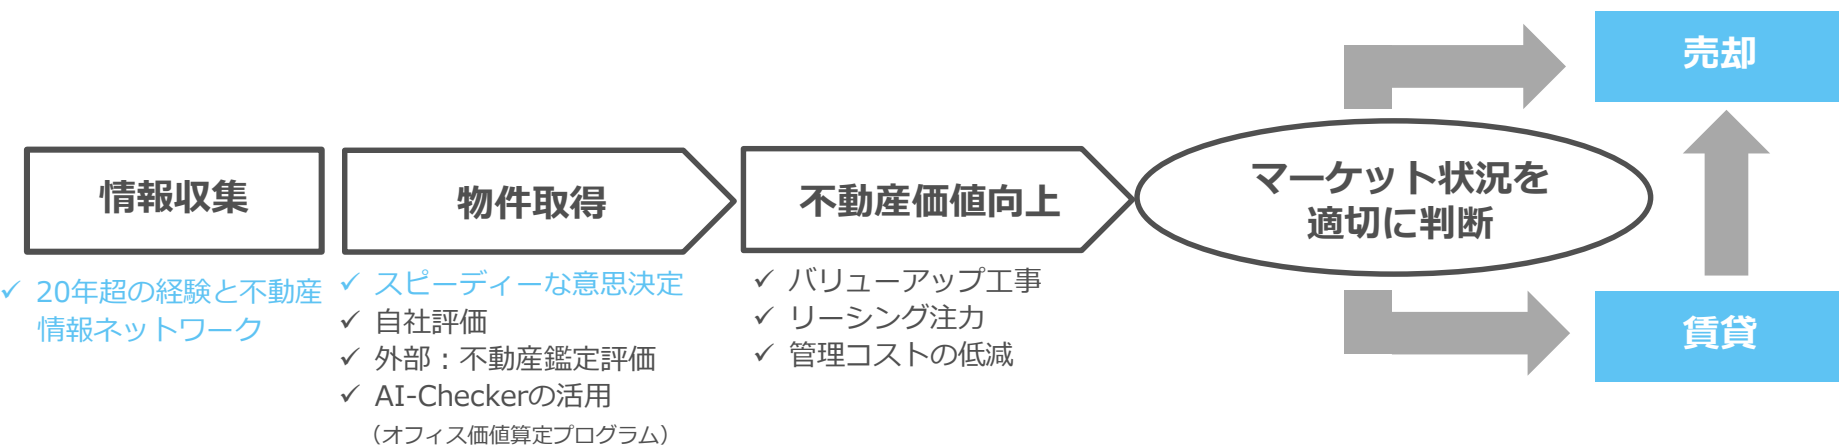 情報収集
✓ 20年超の経験と不動産
情報ネットワーク
物件取得
✓ スピーディーな意思決定
✓ 自社評価
✓ 外部：不動産鑑定評価
✓ AI-Checkerの活用
（オフィス価値算定プログラム）
不動産価値向上
✓ バリューアップ工事
✓ リーシング注力
✓ 管理コストの低減
マーケット状況を
適切に判断
売却
賃貸